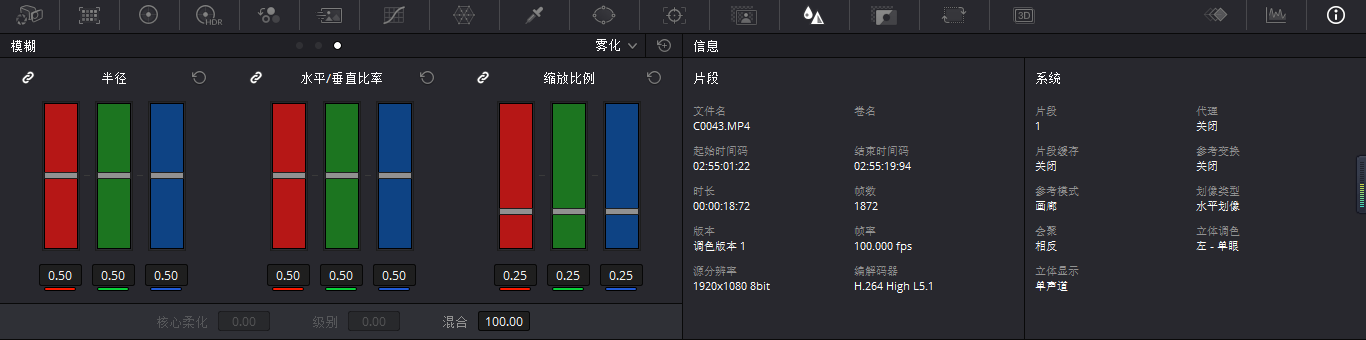 HDR
3D
模糊
雾化
信息
半径
水平/垂直比率
缩放比例
0.50
0.50
0.50
0.50
0.50
0.50
0.25
0.25
0.25
核心柔化 0.00
级别 0.00
混合 100.00
片段
文件名
卷名
C0043.MP4
起始时间码
结束时间码
02:55:01:22
02:55:19:94
时长
帧数
00:00:18:72
1872
版本
帧率
调色版本 1
100.000 fps
源分辨率
编解码器
1920x1080 8bit
H.264 High L5.1
系统
片段
代理
1
关闭
片段缓存
参考变换
关闭
关闭
参考模式
划像类型
画廊
水平划像
会聚
立体调色
相反
左 - 单眼
立体显示
单声道